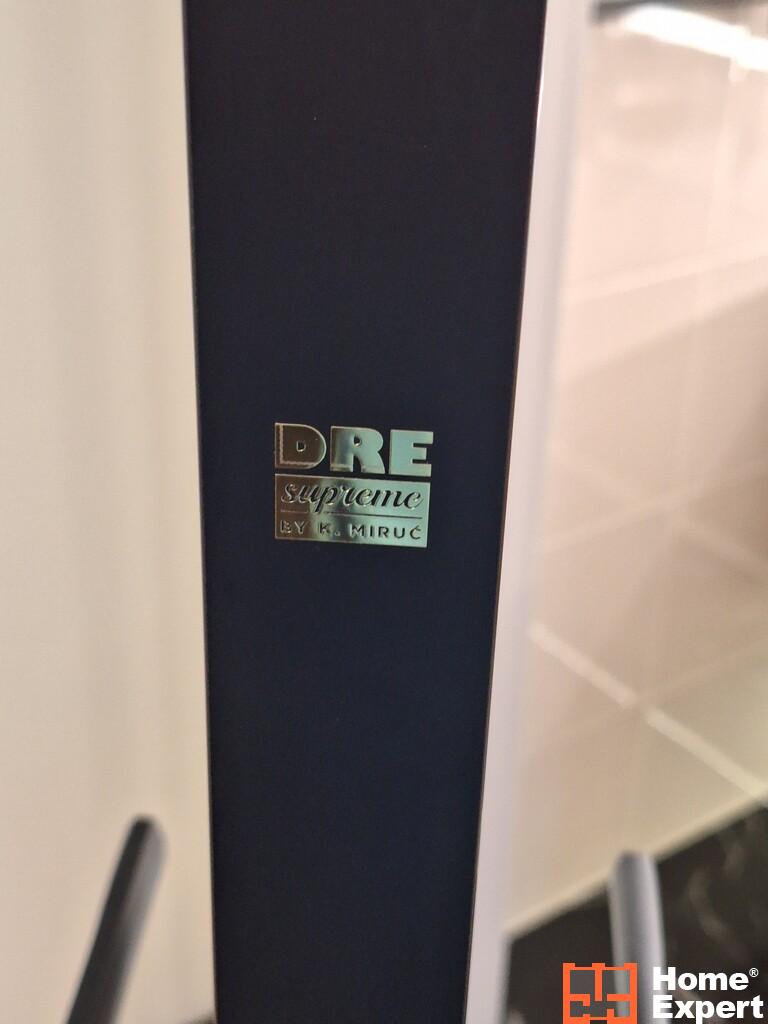 DRE
supreme
BY K. MIRUĆ
Home®
Expert